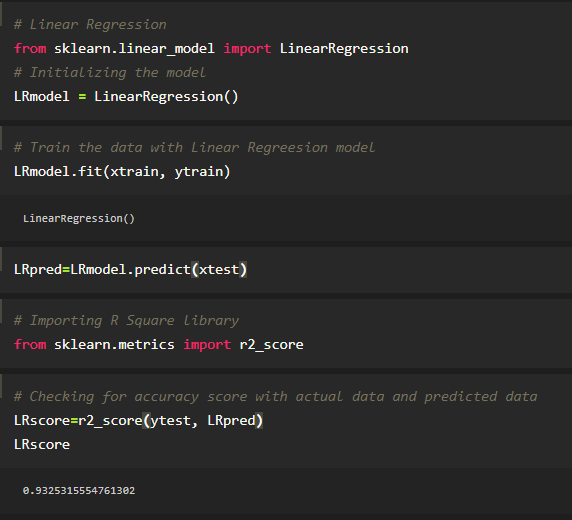 # Linear Regression
from sklearn.linear_model import LinearRegression
# Initializing the model
LRmodel = LinearRegression()
# Train the data with Linear Regreesion model
LRmodel.fit(xtrain, ytrain)
LinearRegression()
LRpred=LRmodel.predict(xtest)
# Importing R Square library
from sklearn.metrics import r2_score
# Checking for accuracy score with actual data and predicted data
LRscore=r2_score(ytest, LRpred)
LRscore
0.9325315554761302